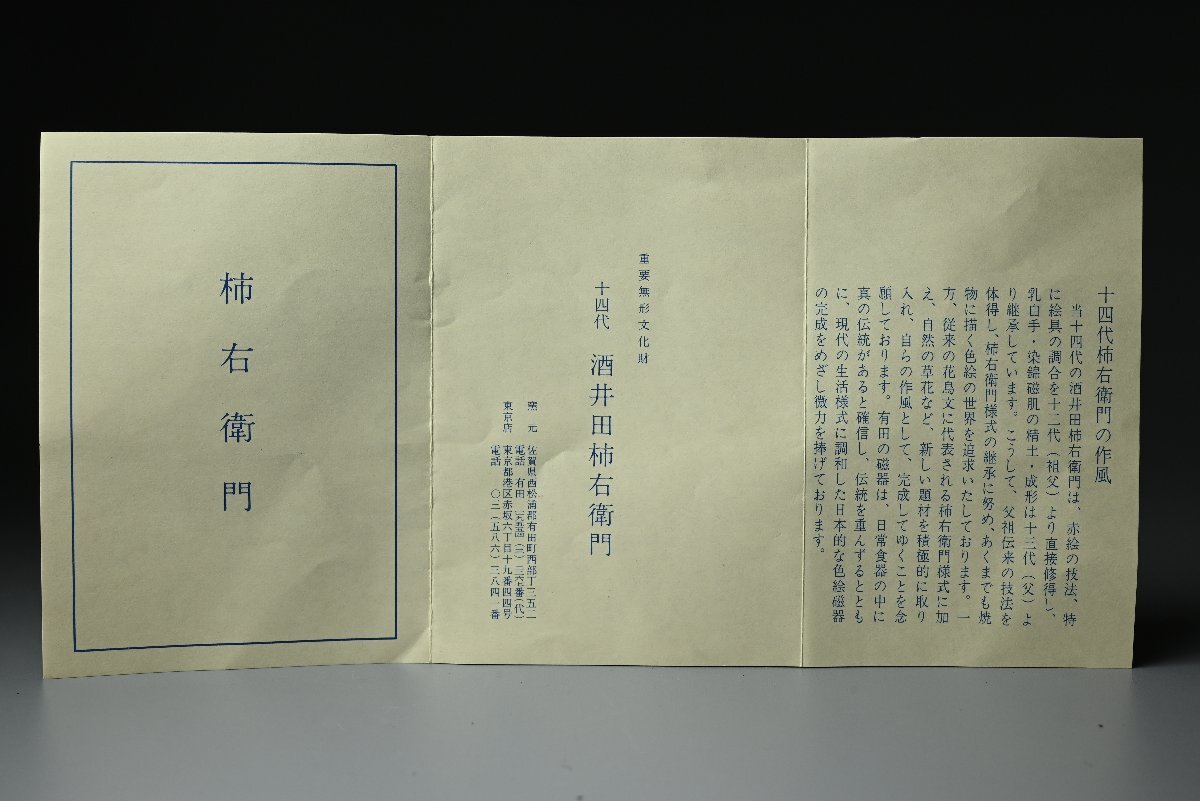 十四代柿右衛門の作風
当十四代の酒井田柿右衛門は、赤絵の技法、特
に絵具の調合を十二代（祖父）より直接修得し、
乳白手・染錦磁肌の精土・成形は十三代（父）よ
り継承しています。こうして、父祖伝来の技法を
体得し、柿右衛門様式の継承に努め、あくまでも焼
物に描く色絵の世界を追求いたしております。一
方、従来の花鳥文に代表される柿右衛門様式に加
え、自然の草花など、新しい題材を積極的に取り
入れ、自らの作風として、完成してゆくことを念
願しております。有田の磁器は、日常食器の中に
真の伝統があると確信し、伝統を重んずるととも
に、現代の生活様式に調和した日本的な色絵磁器
の完成をめざし微力を捧げております。
重要無形文化財
十四代 酒井田柿右衛門
窯元 佐賀県西松浦郡有田町西部丁三五二
電話 有田
東京店 東京都港区赤坂六丁目十九番四四号
電話 〇三（五八六）三八四一番
柿右衛門